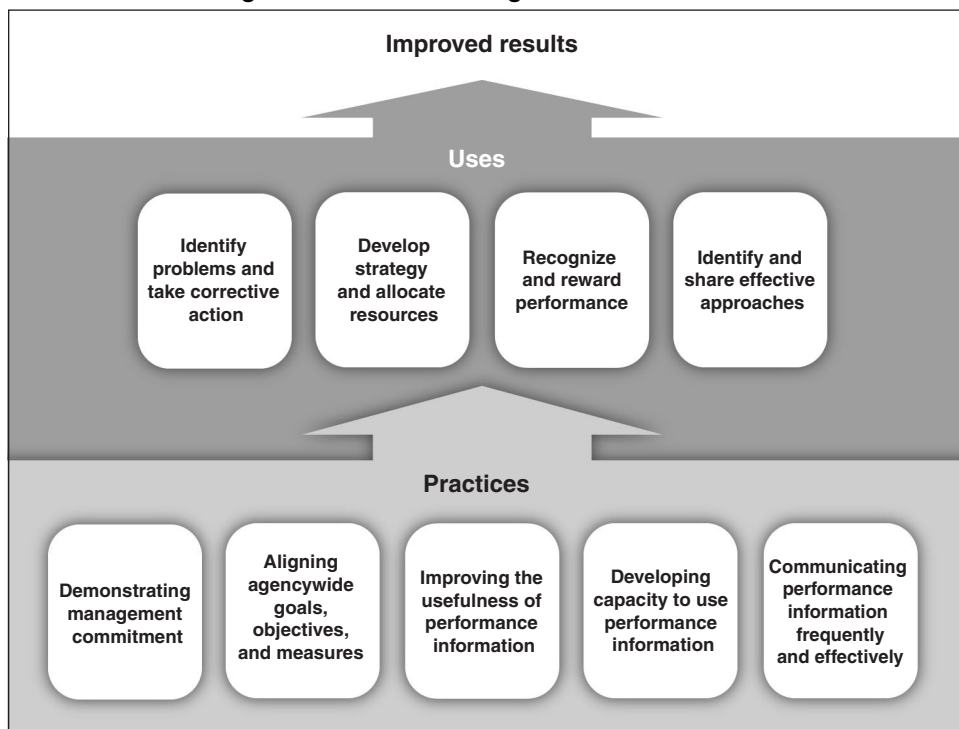 Improved results
Uses
Identify
problems and
take corrective
action
Develop
strategy
and allocate
resources
Recognize
and reward
performance
Identify and
share effective
approaches
Practices
Demonstrating
management
commitment
Aligning
agencywide
goals,
objectives,
and measures
Improving the
usefulness of
performance
information
Developing
capacity to use
performance
information
Communicating
performance
information
frequently
and effectively